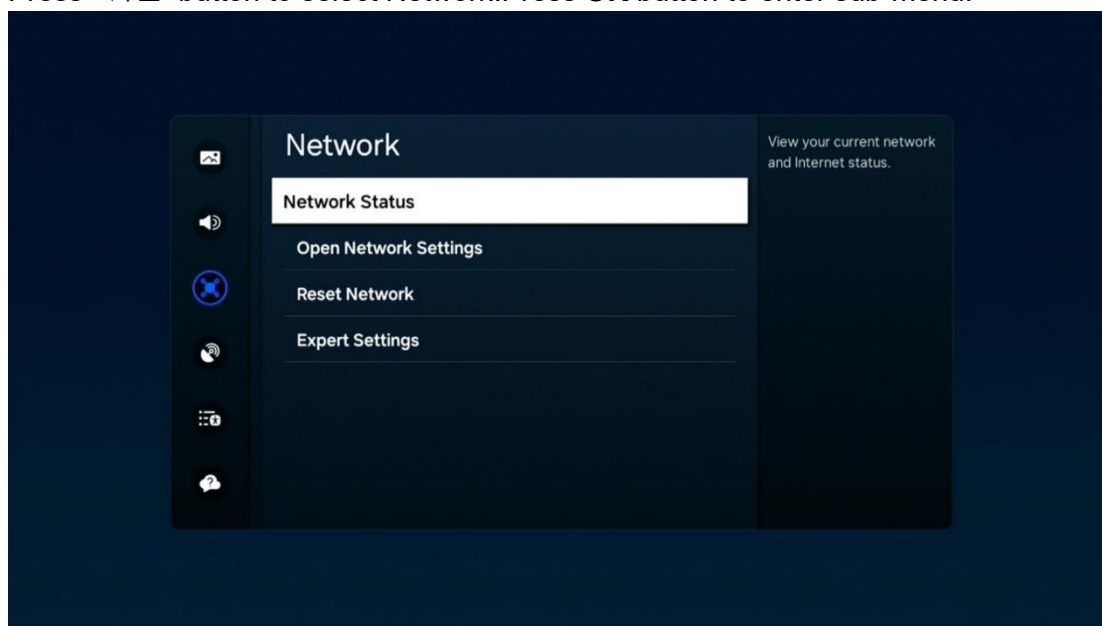 Network
View your current network
and Internet status.
Network Status
Open Network Settings
Reset Network
Expert Settings